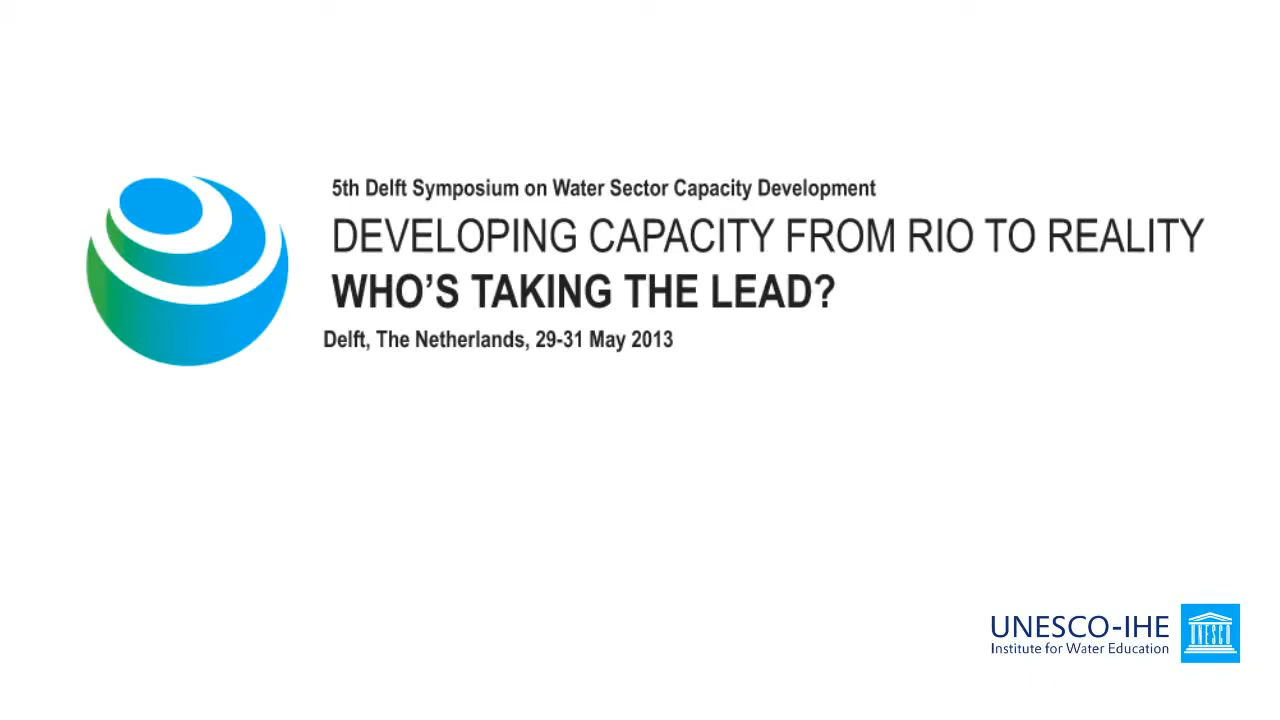 5th Delft Symposium on Water Sector Capacity Development
DEVELOPING CAPACITY FROM RIO TO REALITY
WHO’S TAKING THE LEAD?
Delft, The Netherlands, 29-31 May 2013
UNESCO-IHE
Institute for Water Education
UNESCO